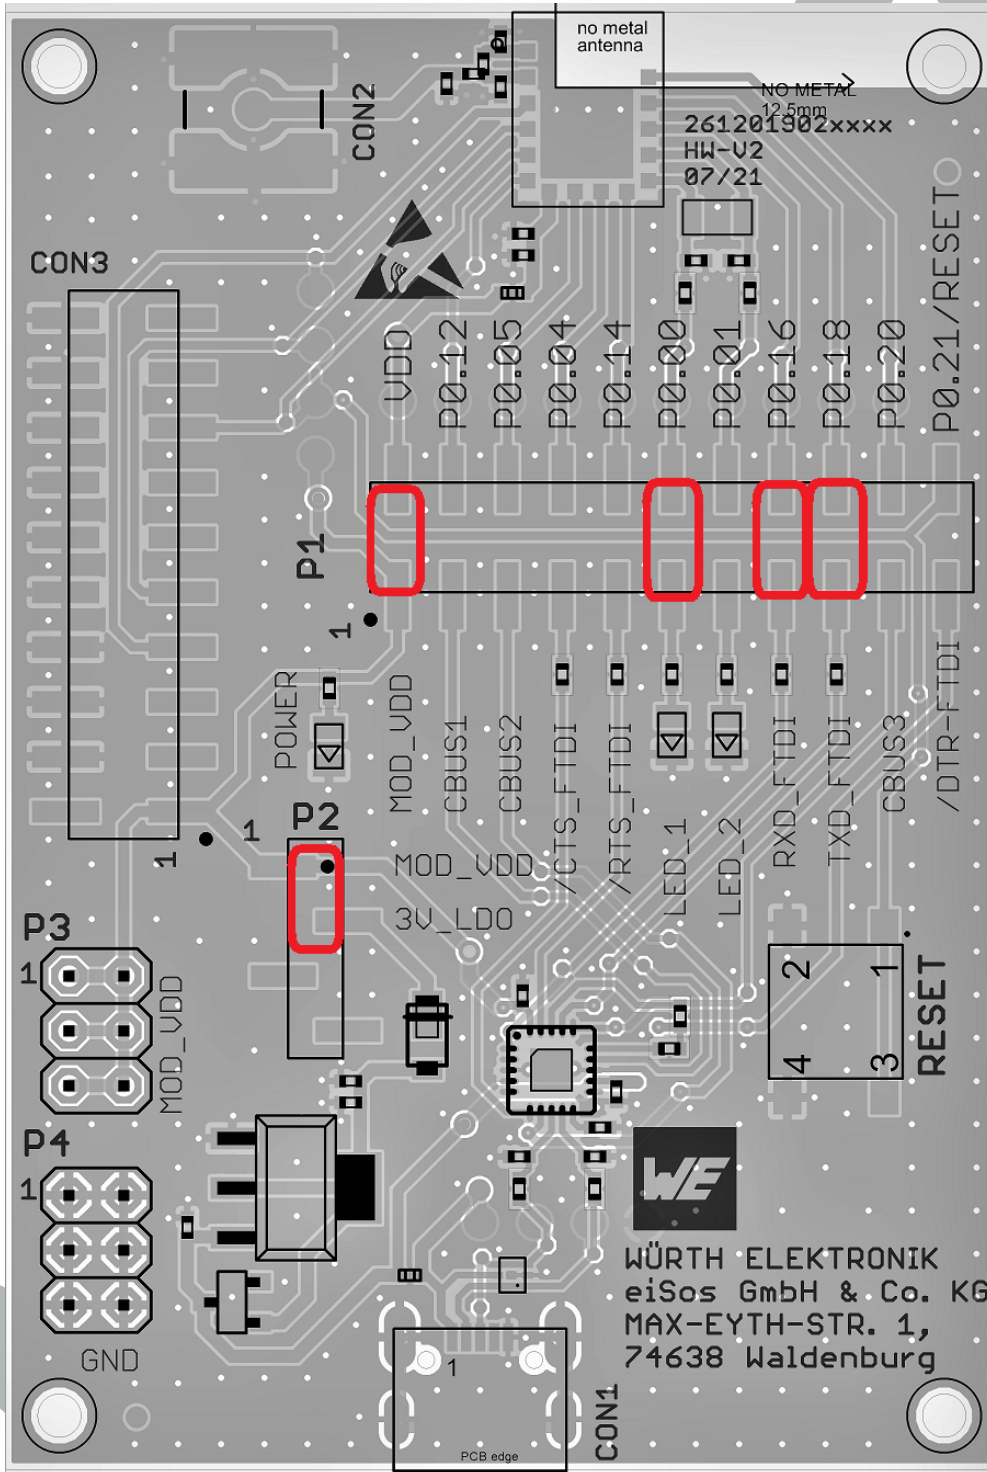 no metal
antenna
NO METAL
12.5mm
CON2
261201302xxxx
HW-V2
07/21
CON3
VDD
P0.12
P0.05
P0.04
P0.14
P0.00
P0.01
P0.16
P0.18
P0.20
P0.21/RESET
P1
1
POWER
MOD_VDD
CBUS1
CBUS2
/CTS_FTDI
/RTS_FTDI
LED_1
LED_2
RXD_FTDI
TXD_FTDI
CBUS3
/DTR-FTDI
1
1
P2
MOD_VDD
3V_LDO
P3
1
MOD_VDD
2
1
4
3
RESET
P4
1
GND
WE
WÜRTH ELEKTRONIK
eiSos GmbH & Co. KG
MAX-EYTH-STR. 1,
74638 Waldenburg
1
CON1
PCB edge